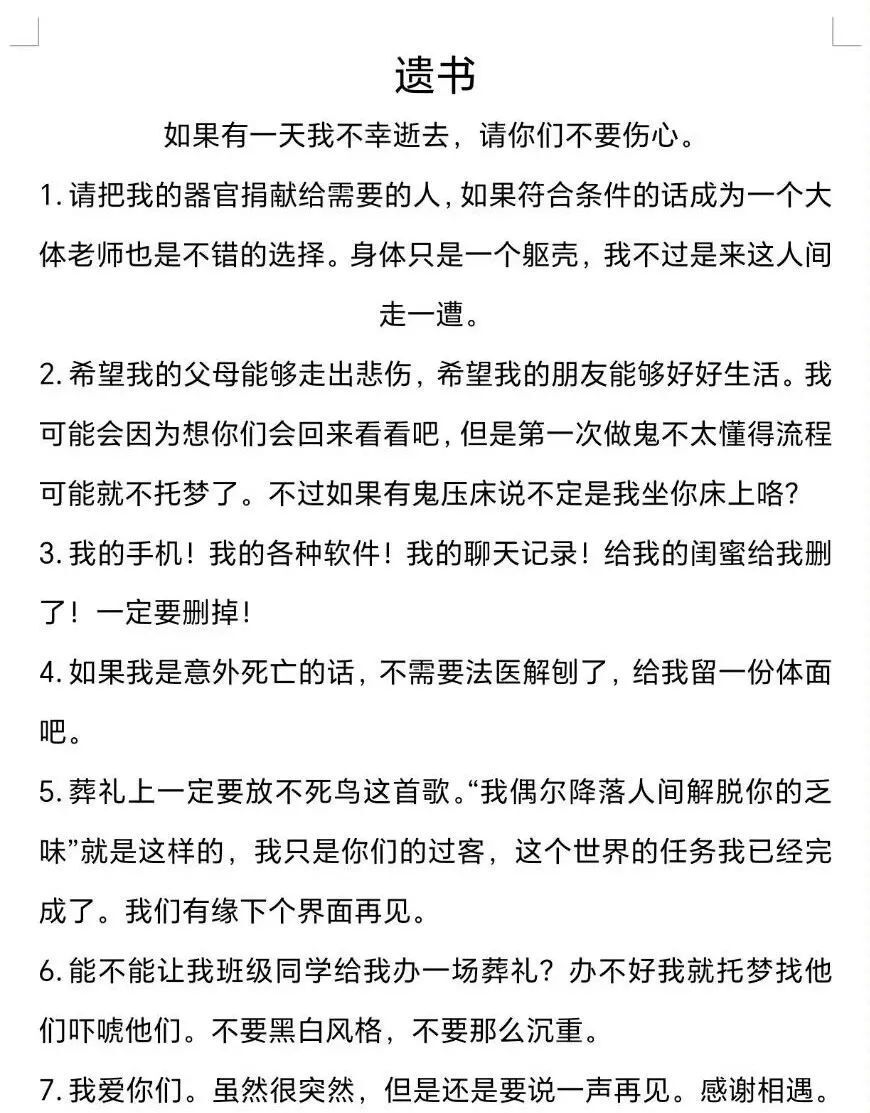 遗书
如果有一天我不幸逝去，请你们不要伤心。
1.请把我的器官捐献给需要的人，如果符合条件的话成为一个大
体老师也是不错的选择。身体只是一个躯壳，我不过是来这人间
走一遭。
2.希望我的父母能够走出悲伤，希望我的朋友能够好好生活。我
可能会因为想你们会回来看看吧，但是第一次做鬼不太懂得流程
可能就不托梦了。不过如果有鬼压床说不定是我坐你床上咯？
3.我的手机！我的各种软件！我的聊天记录！给我的闺蜜给我删
了！一定要删掉！
4.如果我是意外死亡的话，不需要法医解刨了，给我留一份体面
吧。
5.葬礼上一定要放不死鸟这首歌。“我偶尔降落人间解脱你的乏
味”就是这样的，我只是你们的过客，这个世界的任务我已经完
成了。我们有缘下个界面再见。
6.能不能让我班级同学给我办一场葬礼？办不好我就托梦找他
们吓唬他们。不要黑白风格，不要那么沉重。
7.我爱你们。虽然很突然，但是还是要说一声再见。感谢相遇。